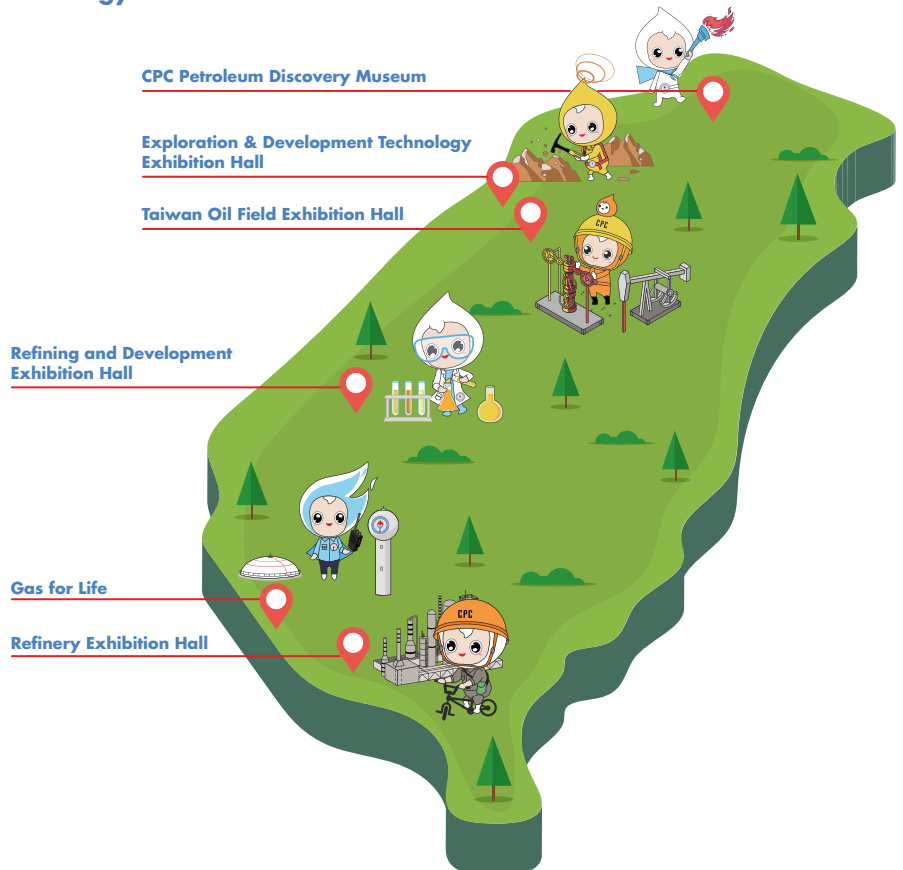 CPC Petroleum Discovery Museum
Exploration & Development Technology
Exhibition Hall
Taiwan Oil Field Exhibition Hall
CPC
Refining and Development
Exhibition Hall
Gas for Life
CPC
Refinery Exhibition Hall